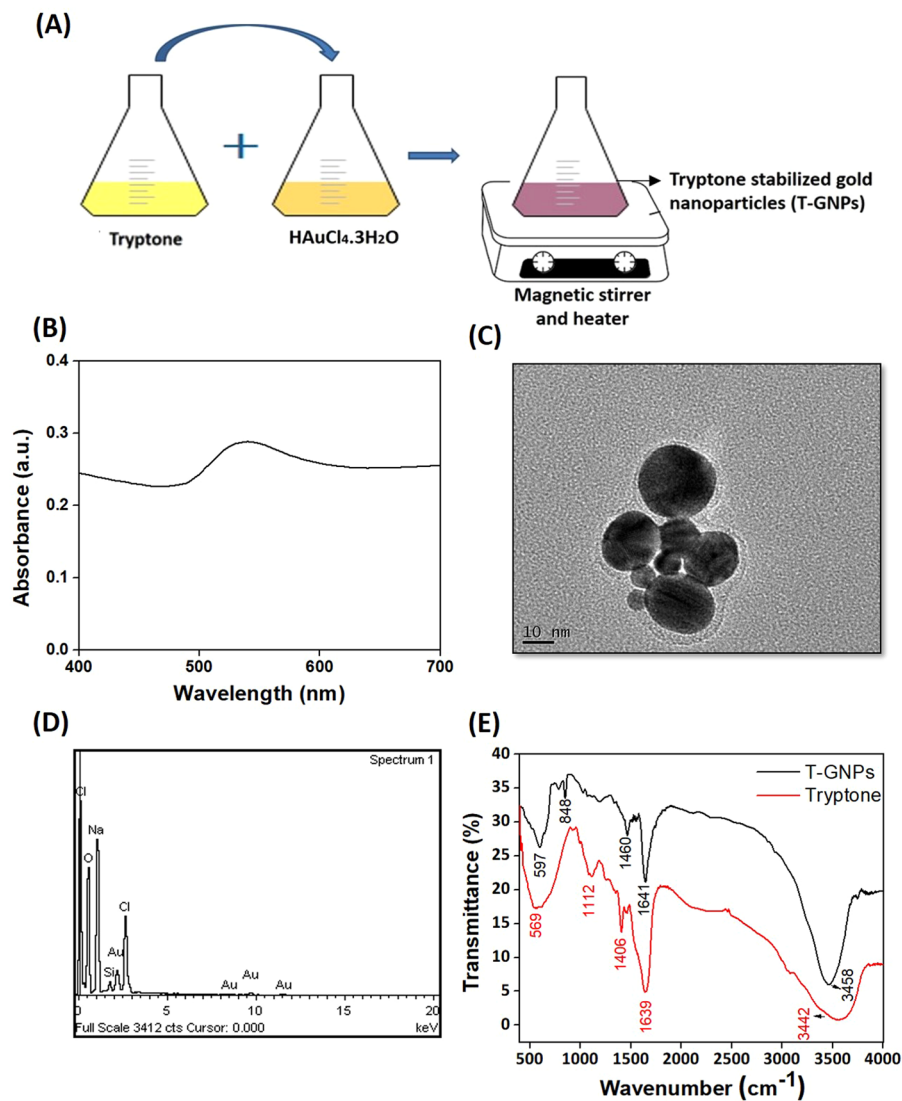 (A)
Tryptone
HAuCl4.3H2O
Tryptone stabilized gold
nanoparticles (T-GNPs)
Magnetic stirrer
and heater
(B)
0.4
0.3
0.2
0.1
0.0
Absorbance (a.u.)
400
500
600
700
Wavelength (nm)
(C)
10 nm
(D)
Spectrum 1
Cl
Na
O
Cl
Au
Si
Au
Au
Au
0
5
10
15
20
Full Scale 3412 cts Cursor: 0.000
keV
(E)
40
35
30
25
20
15
10
5
0
Transmittance (%)
T-GNPs
Tryptone
597
848
1460
1641
3458
569
1112
1406
1639
3442
500
1000
1500
2000
2500
3000
3500
4000
Wavenumber (cm-1)